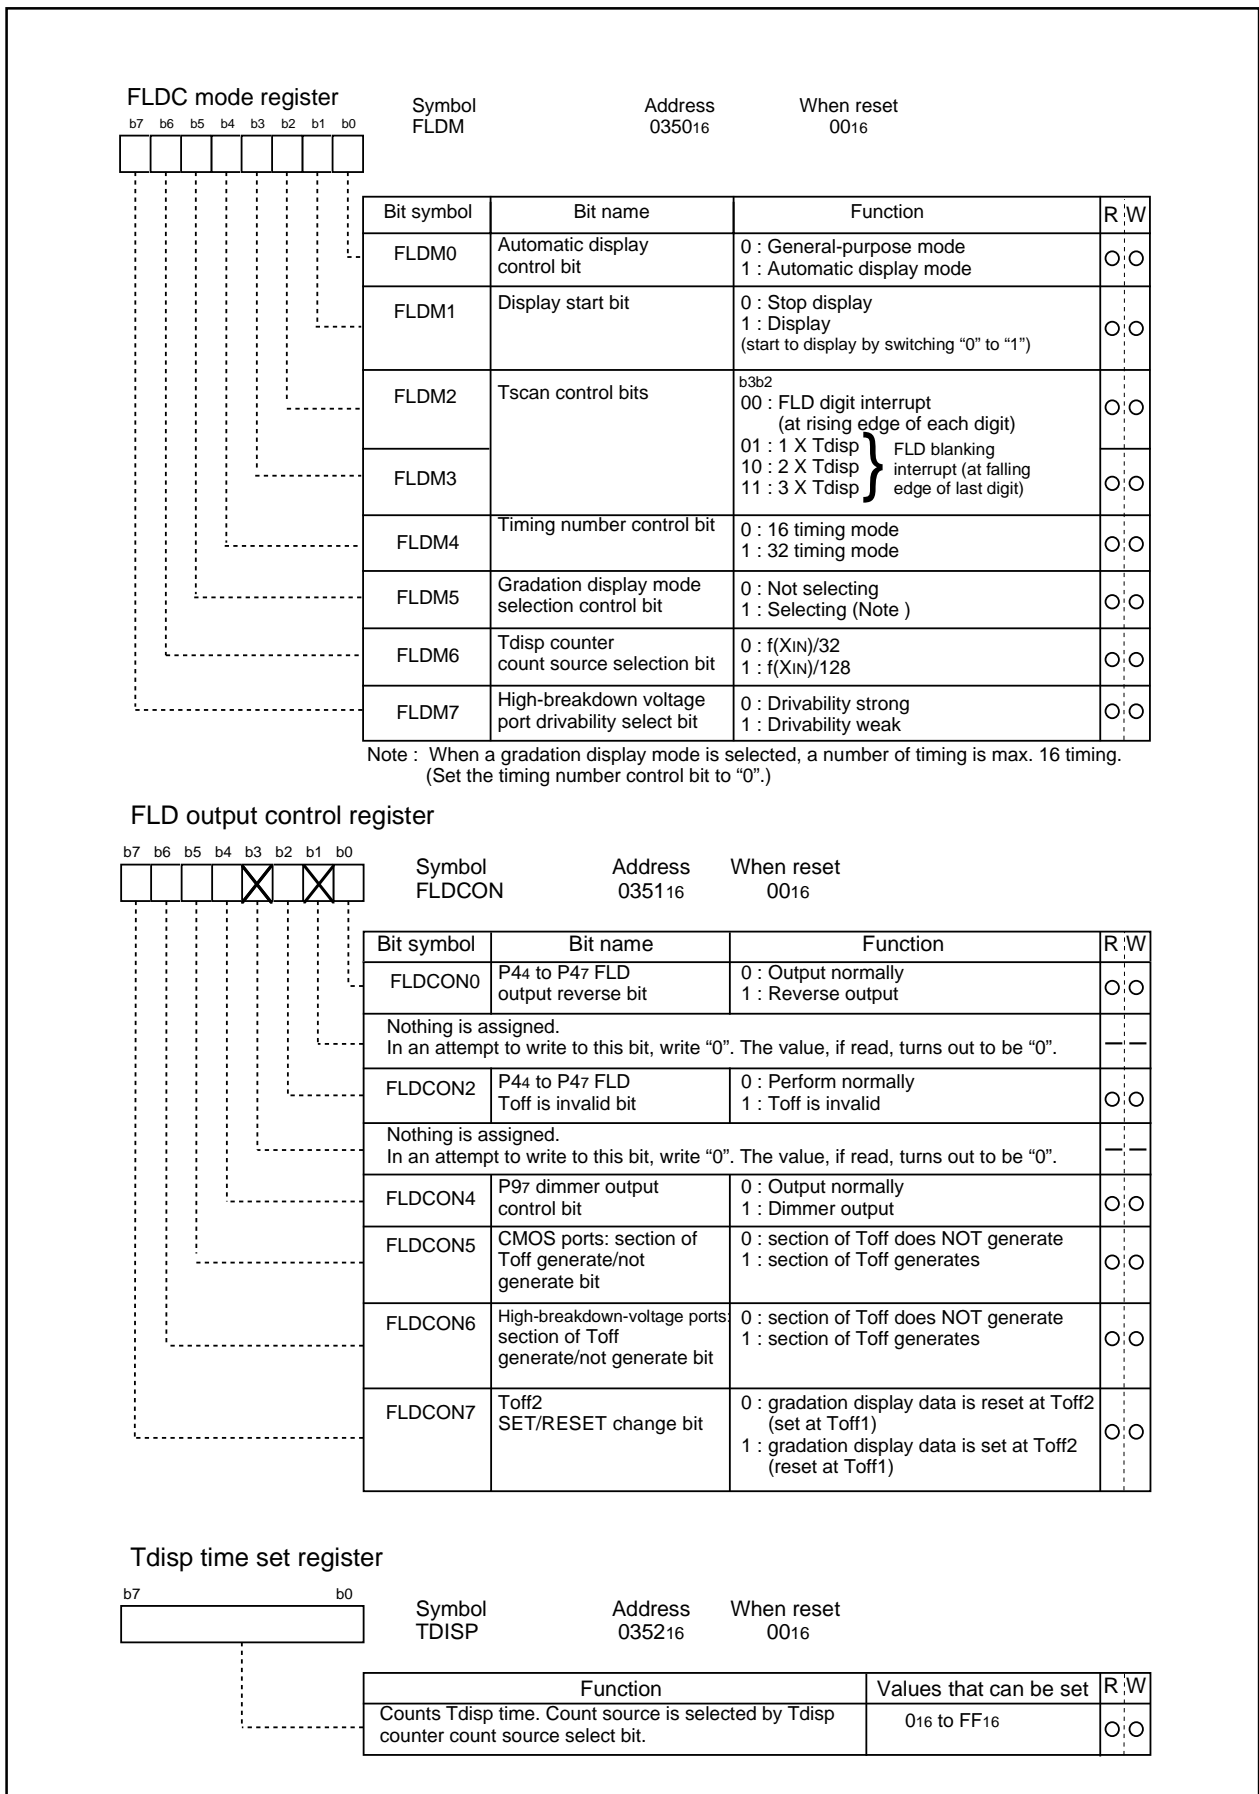 FLDC mode register
Symbol Address When reset
FLDM 035016 0016
b7 b6 b5 b4 b3 b2 b1 b0
Bit symbol Bit name Function R W
FLDM0 Automatic display control bit 0 : General-purpose mode
1 : Automatic display mode
FLDM1 Display start bit 0 : Stop display
1 : Display
(start to display by switching “0” to “1”)
FLDM2 Tscan control bits b3b2
00 : FLD digit interrupt
(at rising edge of each digit)
01 : 1 X Tdisp
10 : 2 X Tdisp
11 : 3 X Tdisp
FLD blanking
interrupt (at falling
edge of last digit)
FLDM3
FLDM4 Timing number control bit 0 : 16 timing mode
1 : 32 timing mode
FLDM5 Gradation display mode selection control bit 0 : Not selecting
1 : Selecting (Note )
FLDM6 Tdisp counter count source selection bit 0 : f(XIN)/32
1 : f(XIN)/128
FLDM7 High-breakdown voltage port drivability select bit 0 : Drivability strong
1 : Drivability weak
Note : When a gradation display mode is selected, a number of timing is max. 16 timing.
(Set the timing number control bit to “0”.)
FLD output control register
b7 b6 b5 b4 b3 b2 b1 b0
Symbol Address When reset
FLDCON 035116 0016
Bit symbol Bit name Function R W
FLDCON0 P44 to P47 FLD output reverse bit 0 : Output normally
1 : Reverse output
Nothing is assigned.
In an attempt to write to this bit, write “0”. The value, if read, turns out to be “0”.
FLDCON2 P44 to P47 FLD Toff is invalid bit 0 : Perform normally
1 : Toff is invalid
Nothing is assigned.
In an attempt to write to this bit, write “0”. The value, if read, turns out to be “0”.
FLDCON4 P97 dimmer output control bit 0 : Output normally
1 : Dimmer output
FLDCON5 CMOS ports: section of Toff generate/not generate bit 0 : section of Toff does NOT generate
1 : section of Toff generates
FLDCON6 High-breakdown-voltage ports: section of Toff generate/not generate bit 0 : section of Toff does NOT generate
1 : section of Toff generates
FLDCON7 Toff2 SET/RESET change bit 0 : gradation display data is reset at Toff2
(set at Toff1)
1 : gradation display data is set at Toff2
(reset at Toff1)
Tdisp time set register
b7 b0
Symbol Address When reset
TDISP 035216 0016
Function Values that can be set R W
Counts Tdisp time. Count source is selected by Tdisp
counter count source select bit.
016 to FF16